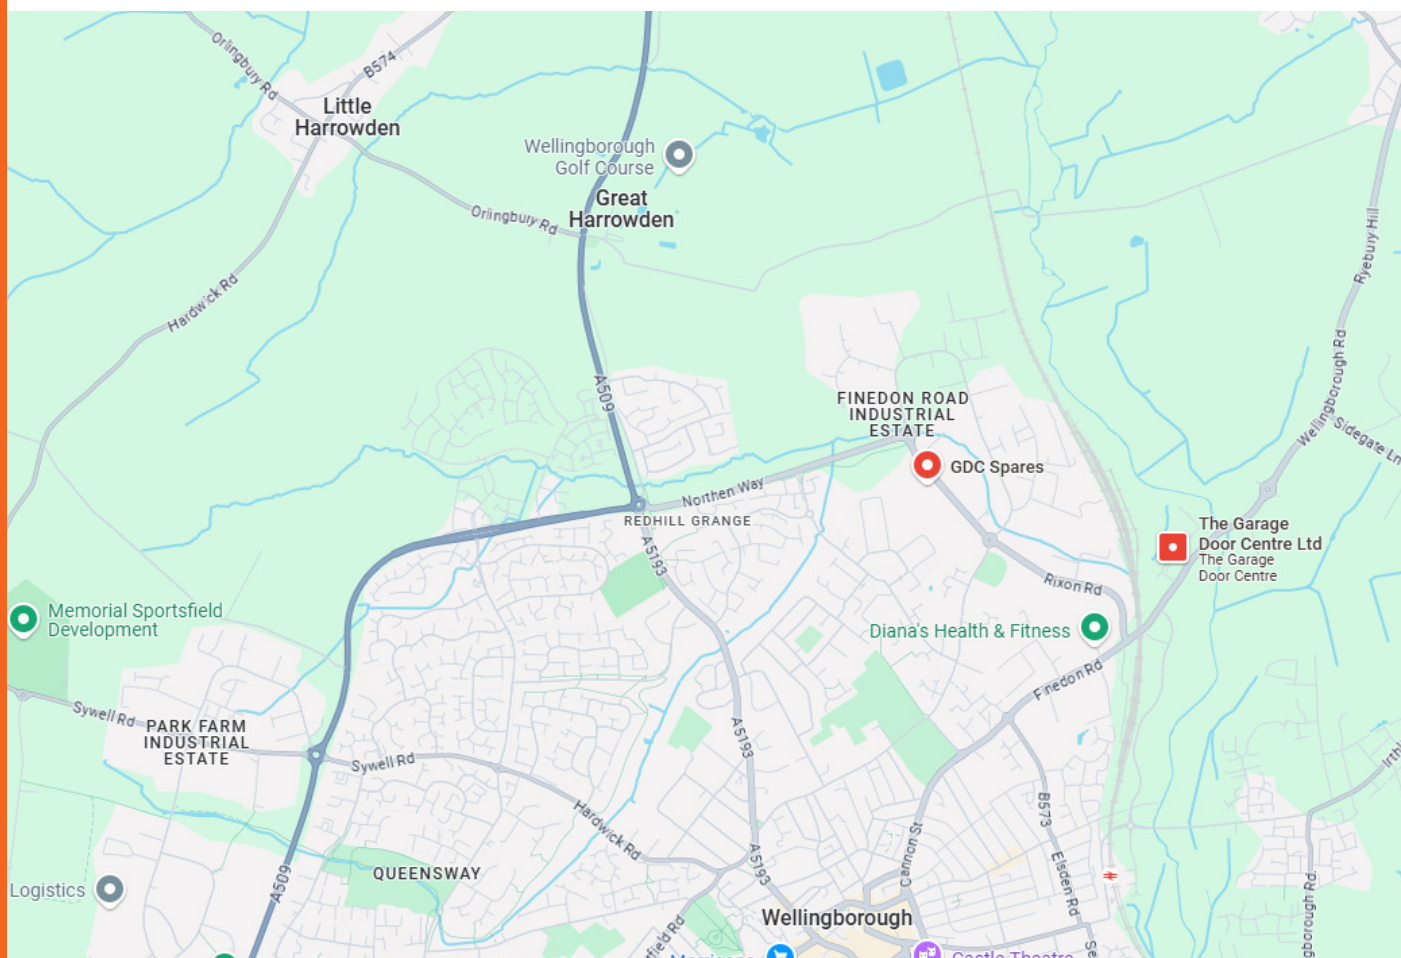 Orlingbury Rd
B574
Little
Harrowden
Wellingborough
Golf Course
Great
Harrowden
Orlingbury Rd
Ryebury Hill
Hardwick Rd
A509
FINEDON ROAD
INDUSTRIAL
ESTATE
Wellingborough Rd
Sidegate Ln
GDC Spares
Northen Way
REDHILL GRANGE
The Garage
Door Centre Ltd
The Garage
Door Centre
A5193
Rixon Rd
Memorial Sportsfield
Development
Diana's Health & Fitness
Finedon Rd
Sywell Rd
PARK FARM
INDUSTRIAL
ESTATE
A5193
Sywell Rd
B573
Hardwick Rd
Cannon St
A5193
Elsden Rd
QUEENSWAY
A509
Logistics
Wellingborough
Castle Theatre